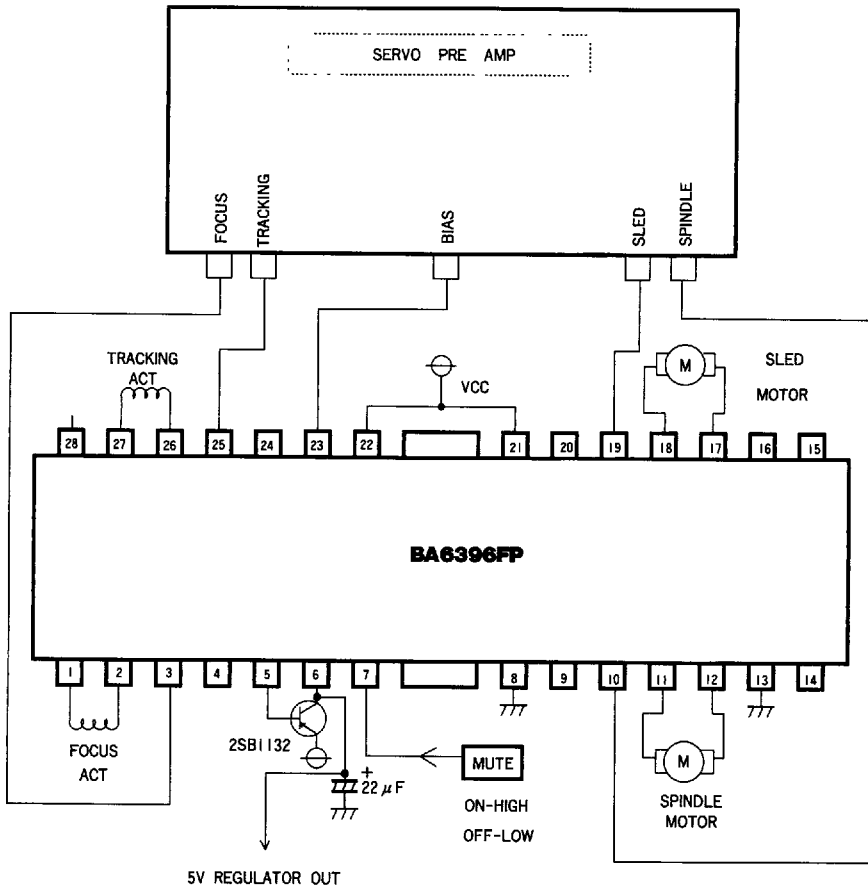 SERVO PRE AMP
FOCUS
TRACKING
BIAS
SLED
SPINDLE
TRACKING
ACT
VCC
M
SLED
MOTOR
28 27 26 25 24 23 22 21 20 19 18 17 16 15
BA6396FP
1 2 3 4 5 6 7 8 9 10 11 12 13 14
FOCUS
ACT
2SB1132
+
22μF
MUTE
ON-HIGH
OFF-LOW
M
SPINDLE
MOTOR
5V REGULATOR OUT